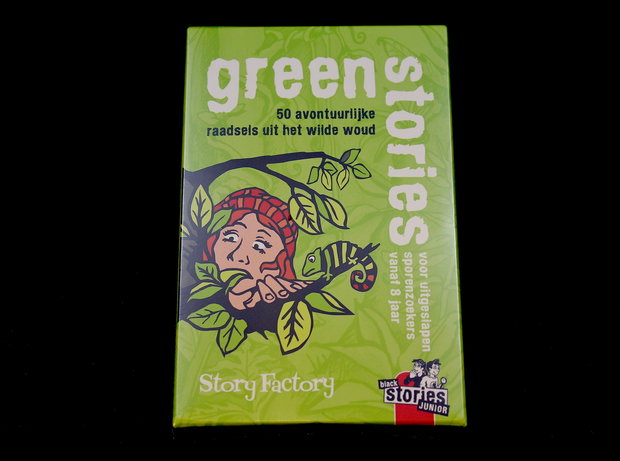 green
stories
50 avontuurlijke
raadsels uit het wilde woud
voor uitgeslapen
sporenzoekers
vanaf 8 jaar
Story Factory
black
stories
JUNIOR